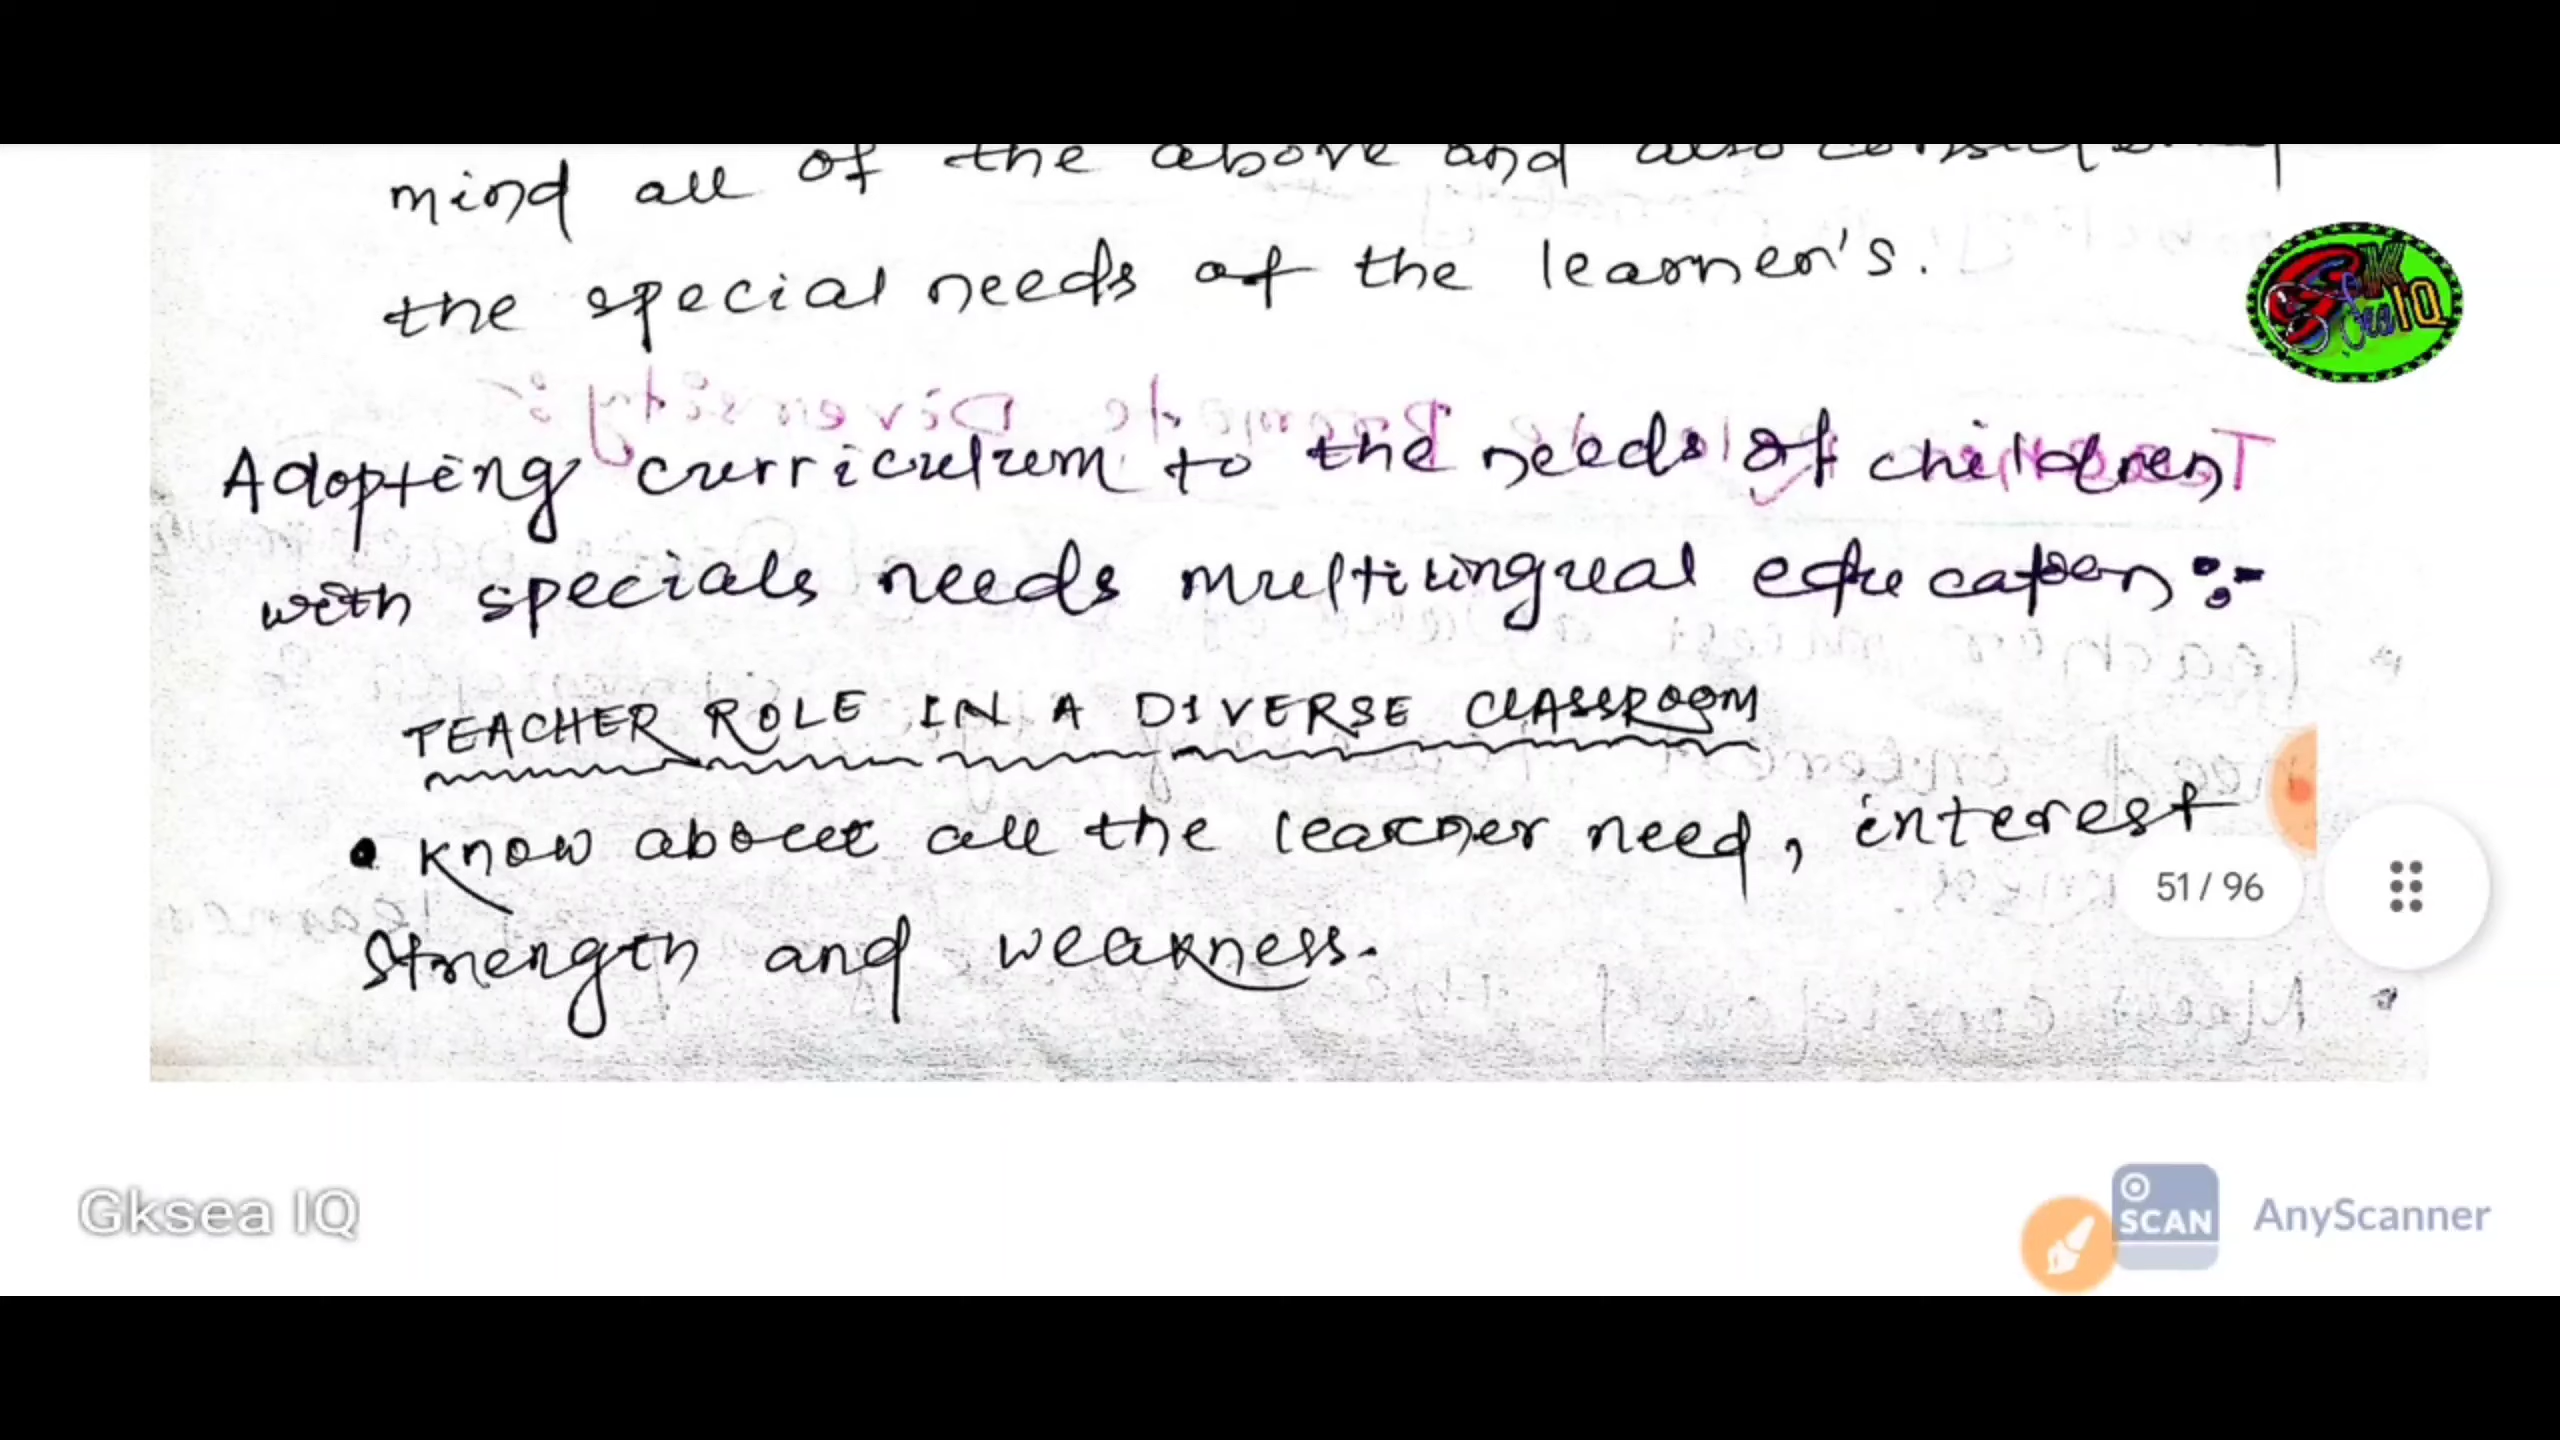 mind all of the above and also
the special needs of the learner's.
Adopting curriculum to the needs of children
with specials needs multilingual education :-
TEACHER ROLE IN A DIVERSE CLASSROOM
• Know about all the learner need, interest
51 / 96
strength and weakness.
Gksea IQ
SCAN
AnyScanner